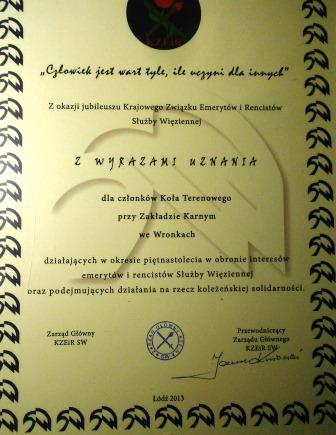 KZEiR
„Człowiek jest wart tyle, ile uczyni dla innych"
Z okazji jubileuszu Krajowego Związku Emerytów i Rencistów
Służby Więziennej
Z WYRAZAMI UZNANIA
dla członków Koła Terenowego
przy Zakładzie Karnym
we Wronkach
działających w okresie piętnastolecia w obronie interesów
emerytów i rencistów Służby Więziennej
oraz podejmujących działania na rzecz koleżeńskiej solidarności.
Zarząd Główny
KZEiR SW
Przewodniczący
Zarządu Głównego
KZEiR SW
Łódź 2013